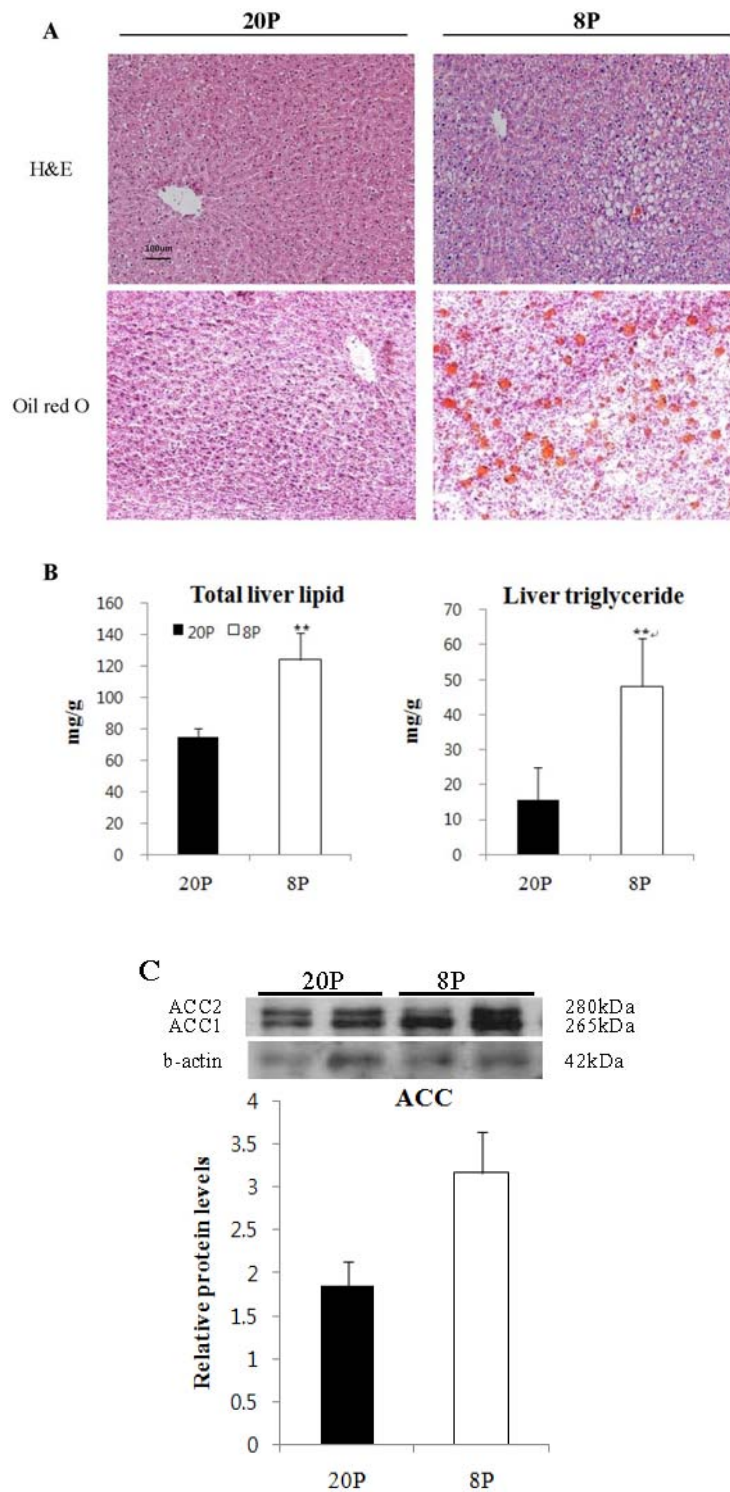 A
20P 8P
H&E
100um
Oil red O
B
Total liver lipid
160
140
120
100
80
60
40
20
0
mg/g
20P 8P
**
20P 8P
Liver triglyceride
70
60
50
40
30
20
10
0
mg/g
**↵
20P 8P
C
20P 8P
ACC2 280kDa
ACC1 265kDa
b-actin 42kDa
ACC
4
3.5
3
2.5
2
1.5
1
0.5
0
Relative protein levels
20P 8P